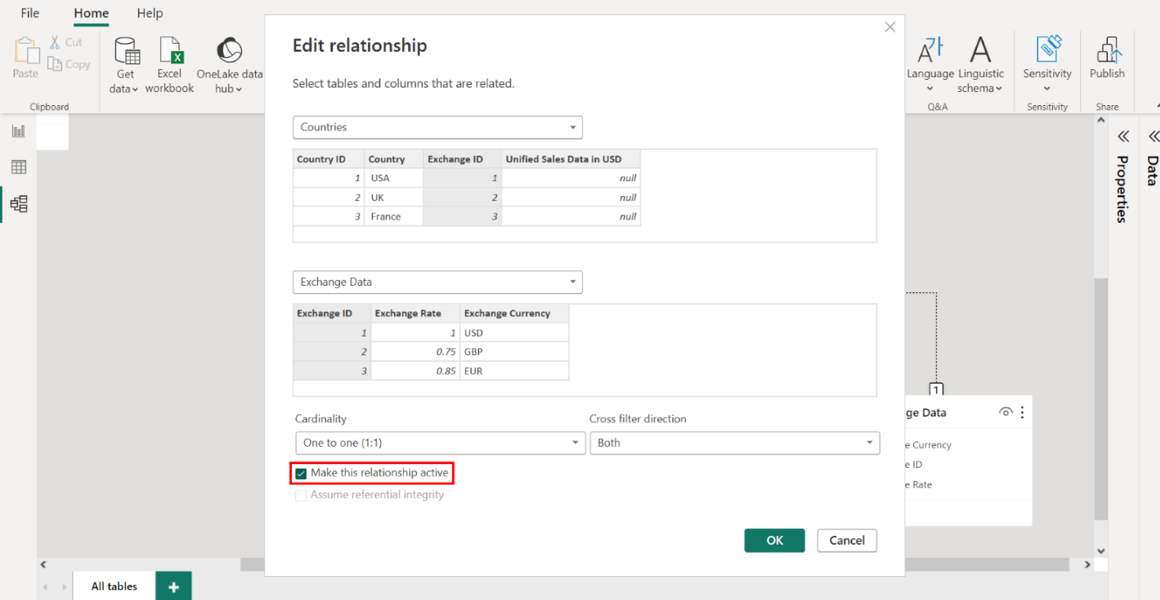 File Home Help
Paste
Cut
Copy
Clipboard
Get data
Excel workbook
OneLake data hub
Language
Linguistic schema
Q&A
Sensitivity
Sensitivity
Publish
Share
Edit relationship
Select tables and columns that are related.
Countries
Country ID Country Exchange ID Unified Sales Data in USD
1 USA 1 null
2 UK 2 null
3 France 3 null
Exchange Data
Exchange ID Exchange Rate Exchange Currency
1 1 USD
2 0.75 GBP
3 0.85 EUR
Cardinality Cross filter direction
One to one (1:1) Both
Make this relationship active
Assume referential integrity
OK Cancel
Properties
Data
1
ge Data
e Currency
e ID
e Rate
All tables +